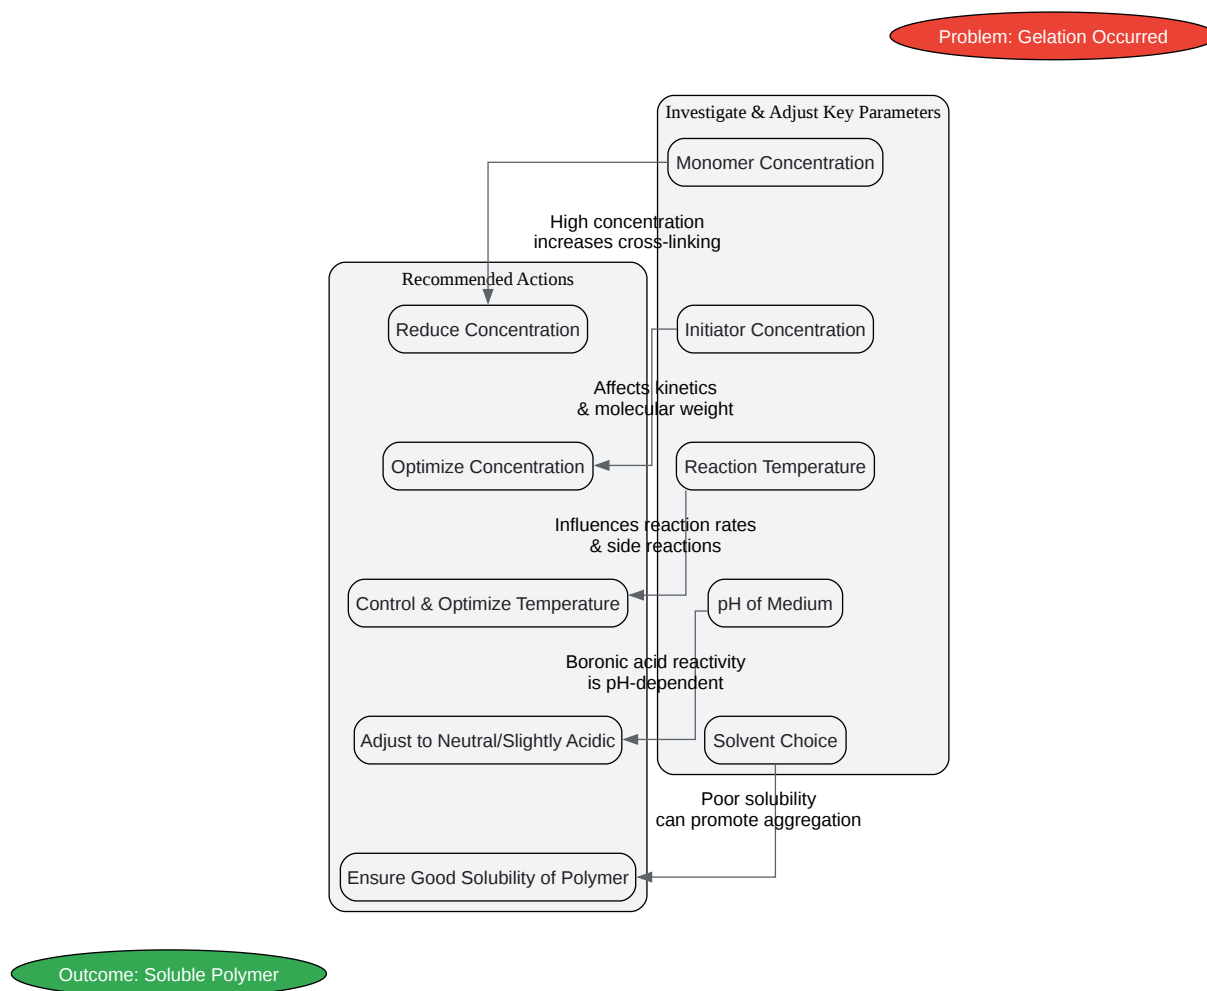 Problem: Gelation Occurred
Investigate & Adjust Key Parameters
Monomer Concentration
High concentration
increases cross-linking
Recommended Actions
Reduce Concentration
Initiator Concentration
Affects kinetics
& molecular weight
Optimize Concentration
Reaction Temperature
Influences reaction rates
& side reactions
Control & Optimize Temperature
pH of Medium
Boronic acid reactivity
is pH-dependent
Adjust to Neutral/Slightly Acidic
Solvent Choice
Poor solubility
can promote aggregation
Ensure Good Solubility of Polymer
Outcome: Soluble Polymer